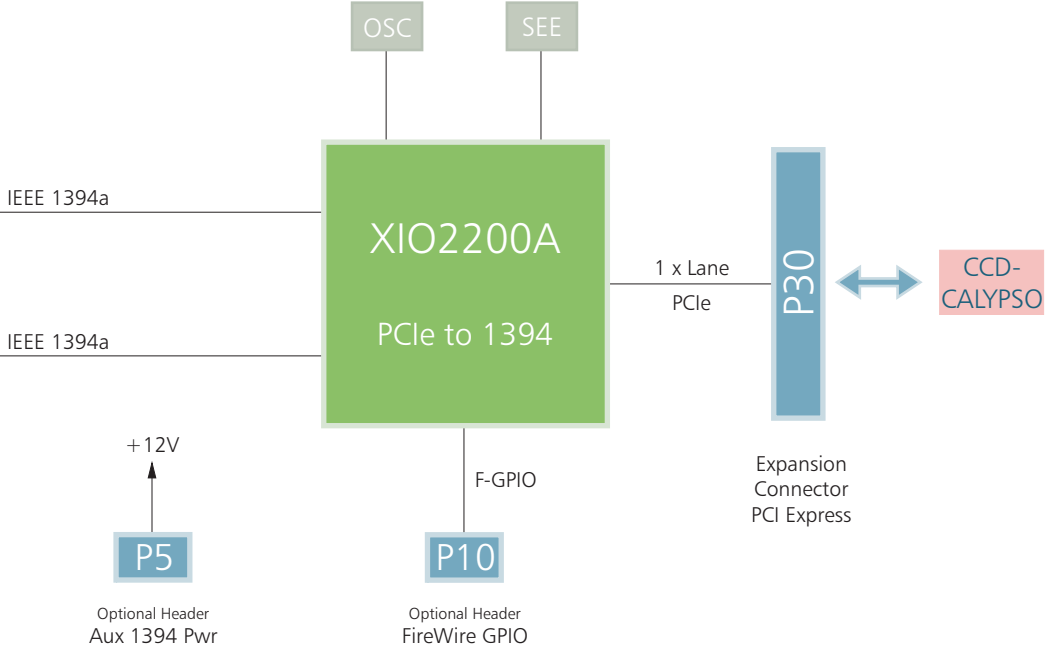 OSC
SEE
IEEE 1394a
XIO2200A
PCIe to 1394
IEEE 1394a
1 x Lane
PCIe
P30
CCD-
CALYPSO
Expansion
Connector
PCI Express
+12V
F-GPIO
P5
P10
Optional Header
Aux 1394 Pwr
Optional Header
FireWire GPIO